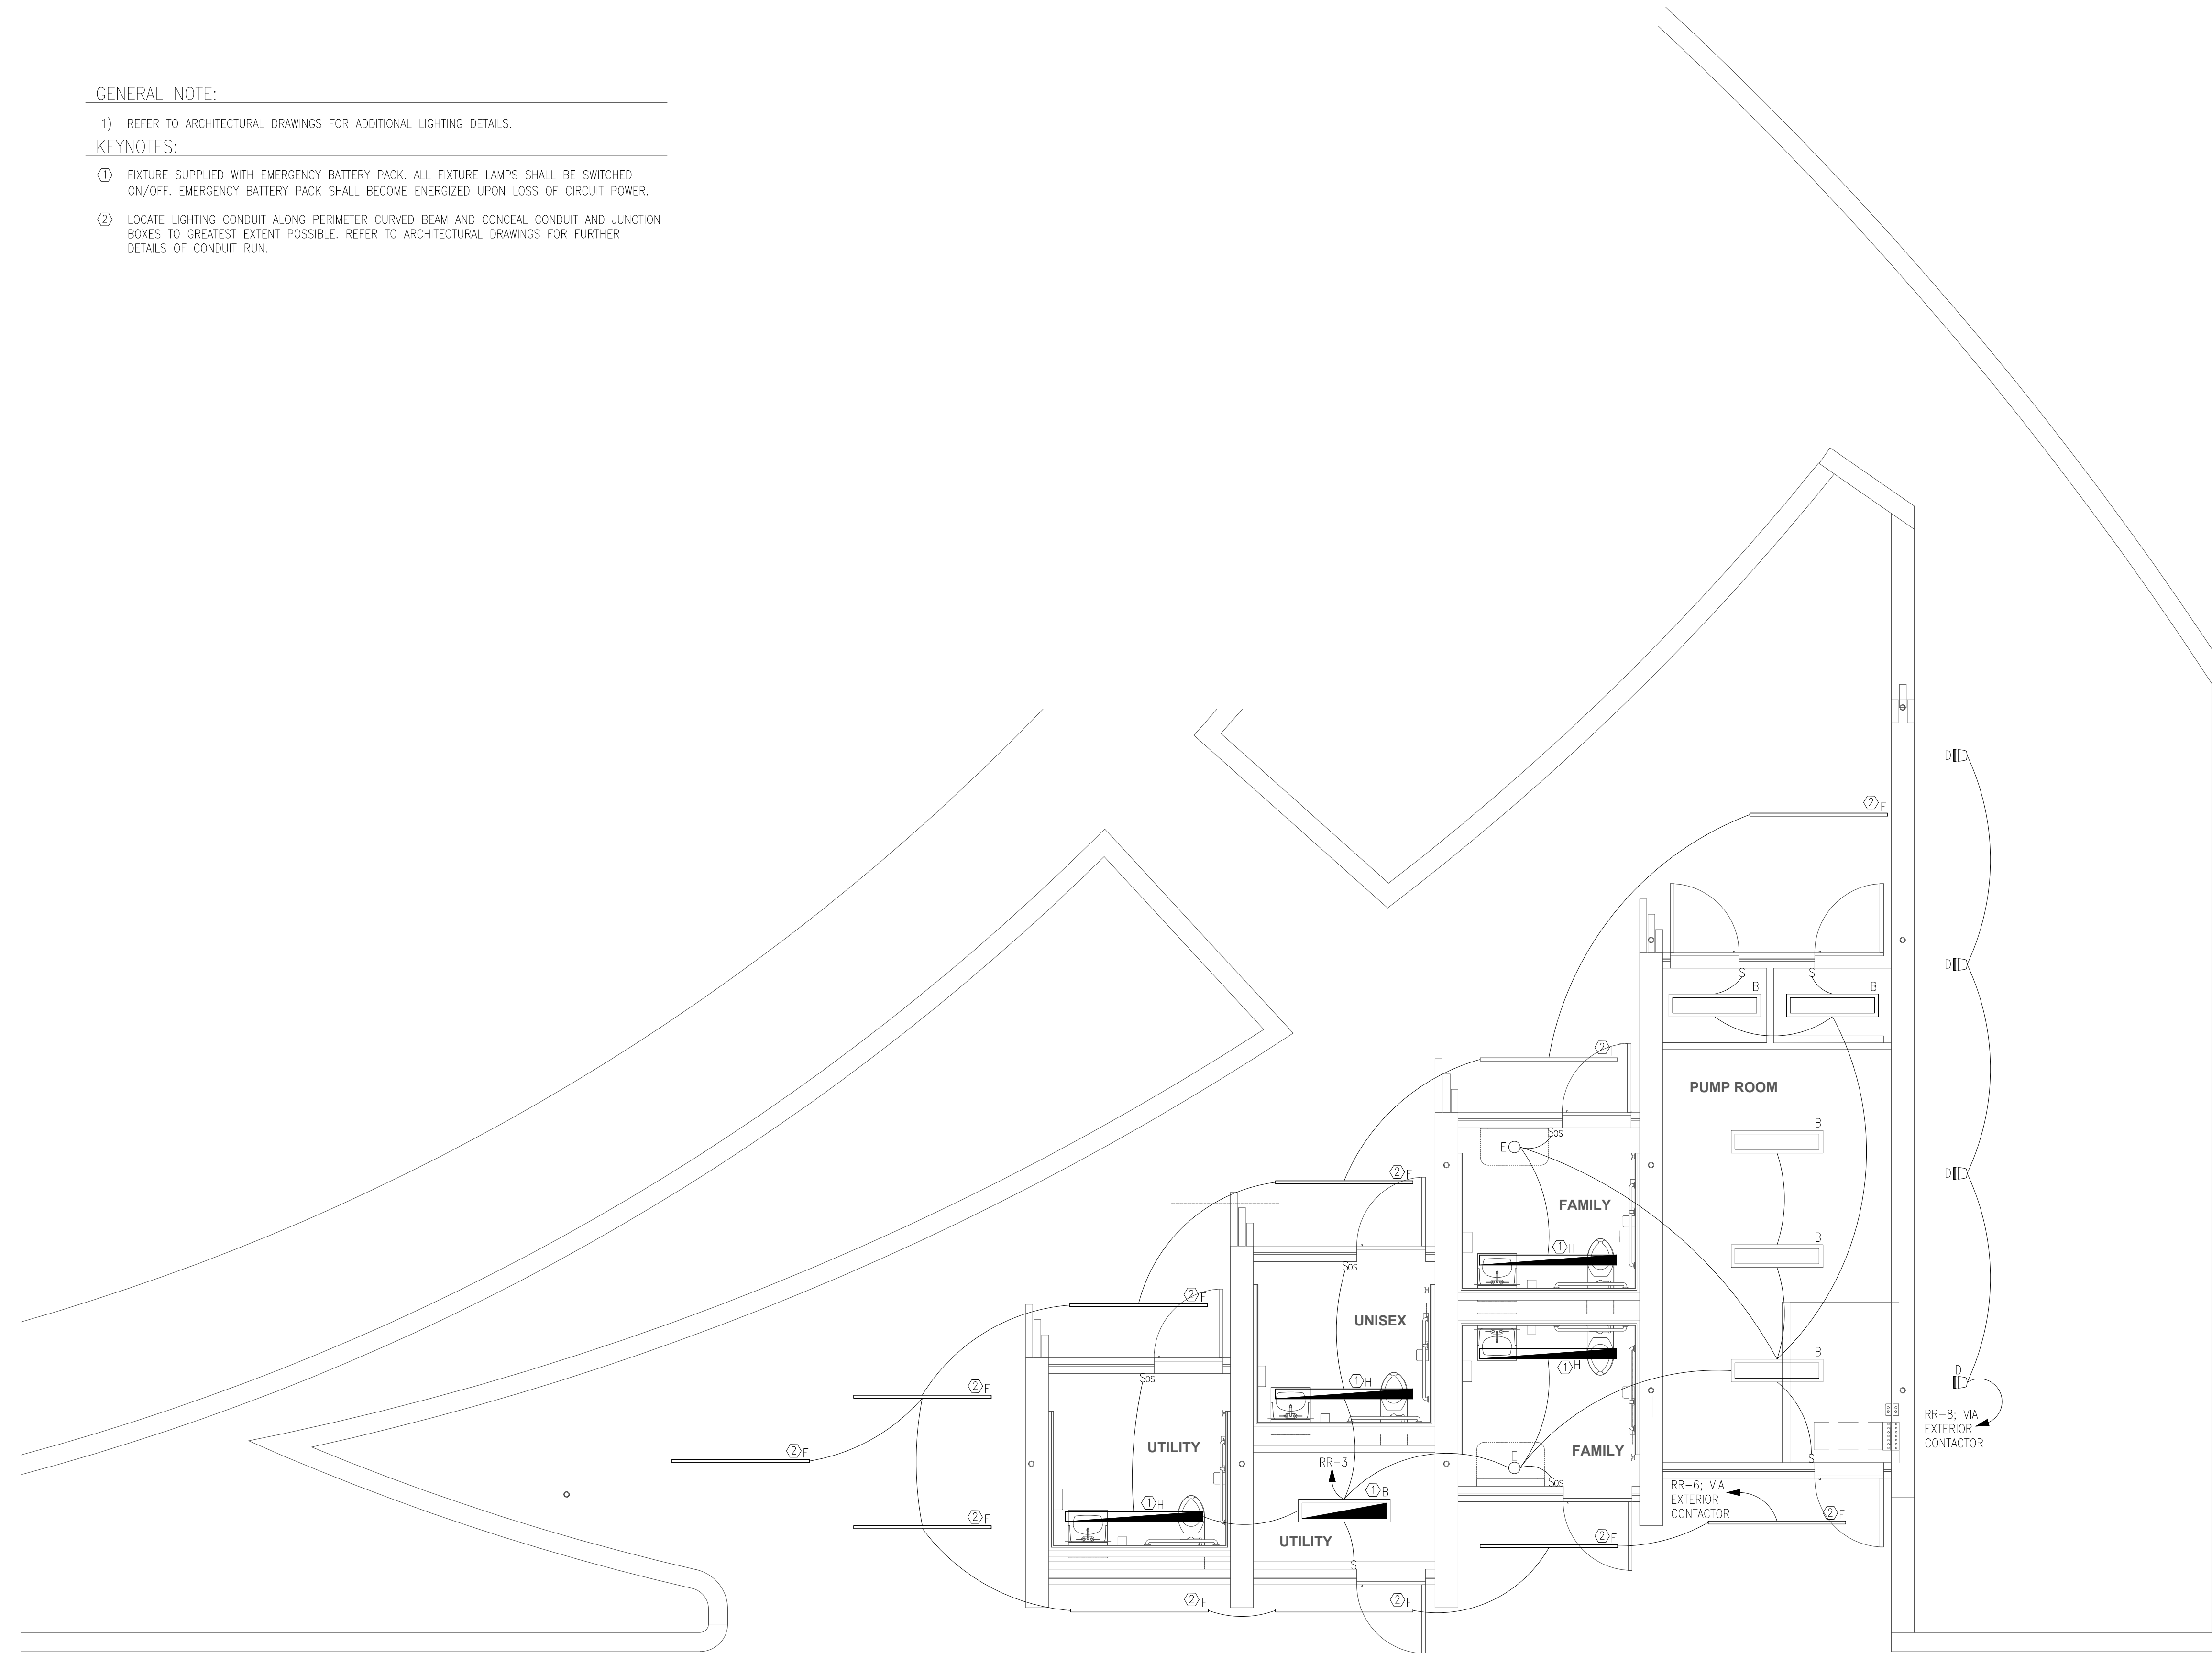 GENERAL NOTE:
1) REFER TO ARCHITECTURAL DRAWINGS FOR ADDITIONAL LIGHTING DETAILS.
KEYNOTES:
1 FIXTURE SUPPLIED WITH EMERGENCY BATTERY PACK. ALL FIXTURE LAMPS SHALL BE SWITCHED
ON/OFF. EMERGENCY BATTERY PACK SHALL BECOME ENERGIZED UPON LOSS OF CIRCUIT POWER.
2 LOCATE LIGHTING CONDUIT ALONG PERIMETER CURVED BEAM AND CONCEAL CONDUIT AND JUNCTION
BOXES TO GREATEST EXTENT POSSIBLE. REFER TO ARCHITECTURAL DRAWINGS FOR FURTHER
DETAILS OF CONDUIT RUN.
D
2 F
D
S
S
B
B
2 F
PUMP ROOM
B
Sos
E
2 F
D
FAMILY
B
1 H
Sos
2 F
UNISEX
B
1 H
D
Sos
2 F
1 H
RR-8; VIA
EXTERIOR
CONTACTOR
UTILITY
FAMILY
2 F
E
S
RR-3
Sos
RR-6; VIA
EXTERIOR
CONTACTOR
1 B
1 H
2 F
2 F
UTILITY
2 F
S
2 F
2 F